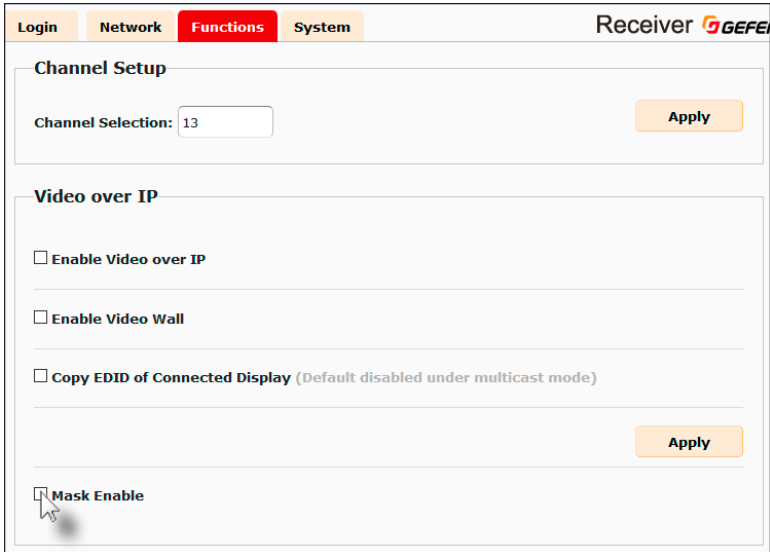 Login Network Functions System Receiver GEFEN
Channel Setup
Channel Selection: 13 Apply
Video over IP
Enable Video over IP
Enable Video Wall
Copy EDID of Connected Display (Default disabled under multicast mode)
Apply
Mask Enable